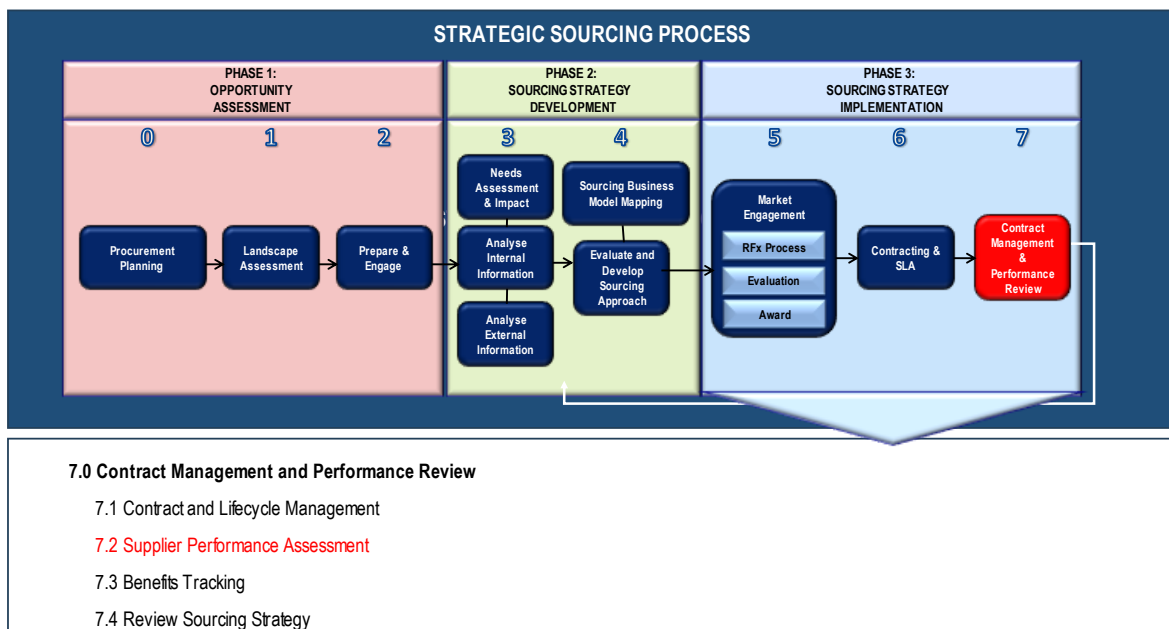 STRATEGIC SOURCING PROCESS
PHASE 1:
OPPORTUNITY
ASSESSMENT
PHASE 2:
SOURCING STRATEGY
DEVELOPMENT
PHASE 3:
SOURCING STRATEGY
IMPLEMENTATION
0
1
2
3
4
5
6
7
Procurement
Planning
Landscape
Assessment
Prepare &
Engage
Needs
Assessment
& Impact
Analyse
Internal
Information
Analyse
External
Information
Sourcing Business
Model Mapping
Evaluate and
Develop
Sourcing
Approach
Market
Engagement
RFx Process
Evaluation
Award
Contracting &
SLA
Contract
Management
&
Performance
Review
7.0 Contract Management and Performance Review
7.1 Contract and Lifecycle Management
7.2 Supplier Performance Assessment
7.3 Benefits Tracking
7.4 Review Sourcing Strategy